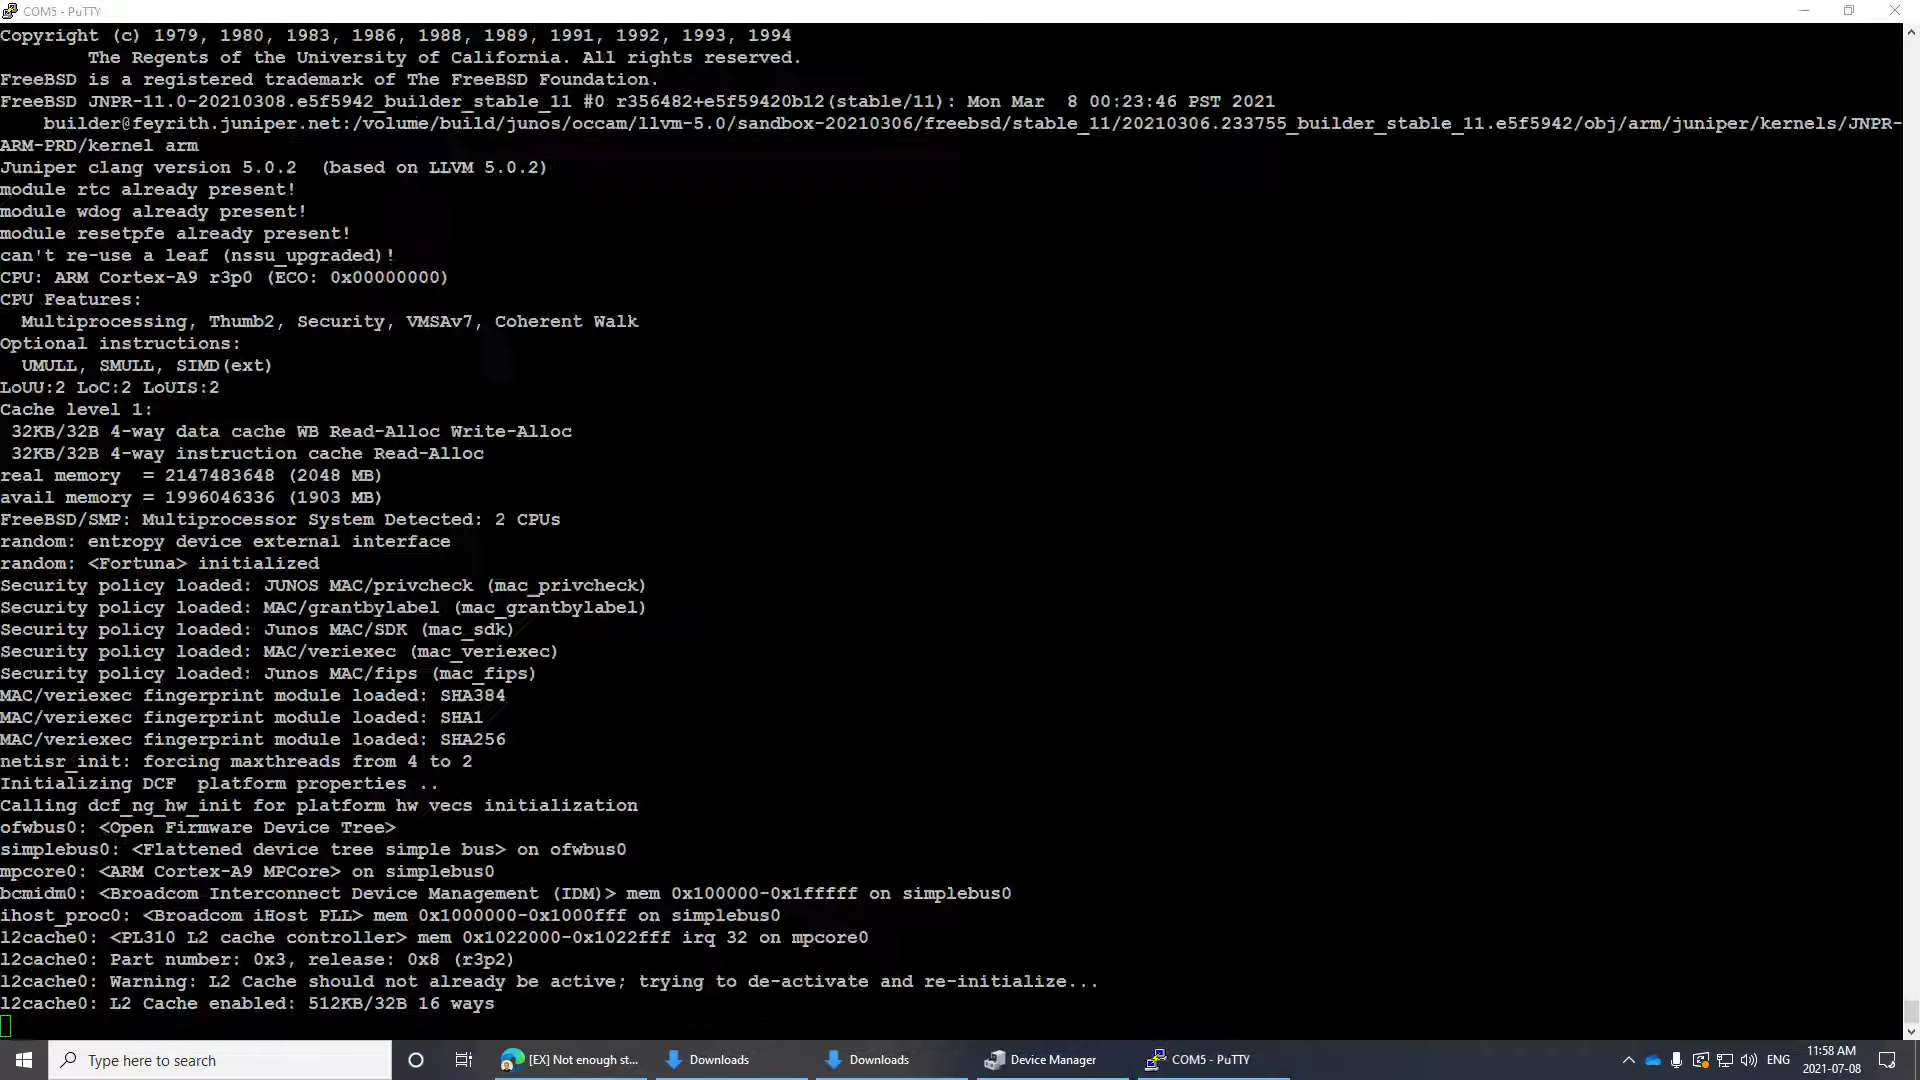 COM5 - PuTTY
Copyright (c) 1979, 1980, 1983, 1986, 1988, 1989, 1991, 1992, 1993, 1994
        The Regents of the University of California. All rights reserved.
FreeBSD is a registered trademark of The FreeBSD Foundation.
FreeBSD JNPR-11.0-20210308.e5f5942_builder_stable_11 #0 r356482+e5f59420b12(stable/11): Mon Mar  8 00:23:46 PST 2021
    builder@feyrith.juniper.net:/volume/build/junos/occam/llvm-5.0/sandbox-20210306/freebsd/stable_11/20210306.233755_builder_stable_11.e5f5942/obj/arm/juniper/kernels/JNPR-
ARM-PRD/kernel arm
Juniper clang version 5.0.2  (based on LLVM 5.0.2)
module rtc already present!
module wdog already present!
module resetpfe already present!
can't re-use a leaf (nssu_upgraded)!
CPU: ARM Cortex-A9 r3p0 (ECO: 0x00000000)
CPU Features:
  Multiprocessing, Thumb2, Security, VMSAv7, Coherent Walk
Optional instructions:
  UMULL, SMULL, SIMD(ext)
LoUU:2 LoC:2 LoUIS:2
Cache level 1:
 32KB/32B 4-way data cache WB Read-Alloc Write-Alloc
 32KB/32B 4-way instruction cache Read-Alloc
real memory  = 2147483648 (2048 MB)
avail memory = 1996046336 (1903 MB)
FreeBSD/SMP: Multiprocessor System Detected: 2 CPUs
random: entropy device external interface
random: <Fortuna> initialized
Security policy loaded: JUNOS MAC/privcheck (mac_privcheck)
Security policy loaded: MAC/grantbylabel (mac_grantbylabel)
Security policy loaded: Junos MAC/SDK (mac_sdk)
Security policy loaded: MAC/veriexec (mac_veriexec)
Security policy loaded: Junos MAC/fips (mac_fips)
MAC/veriexec fingerprint module loaded: SHA384
MAC/veriexec fingerprint module loaded: SHA1
MAC/veriexec fingerprint module loaded: SHA256
netisr_init: forcing maxthreads from 4 to 2
Initializing DCF  platform properties ..
Calling dcf_ng_hw_init for platform hw vecs initialization
ofwbus0: <Open Firmware Device Tree>
simplebus0: <Flattened device tree simple bus> on ofwbus0
mpcore0: <ARM Cortex-A9 MPCore> on simplebus0
bcmidm0: <Broadcom Interconnect Device Management (IDM)> mem 0x100000-0x1fffff on simplebus0
ihost_proc0: <Broadcom iHost PLL> mem 0x1000000-0x1000fff on simplebus0
l2cache0: <PL310 L2 cache controller> mem 0x1022000-0x1022fff irq 32 on mpcore0
l2cache0: Part number: 0x3, release: 0x8 (r3p2)
l2cache0: Warning: L2 Cache should not already be active; trying to de-activate and re-initialize...
l2cache0: L2 Cache enabled: 512KB/32B 16 ways
Type here to search
[EX] Not enough st...
Downloads
Downloads
Device Manager
COM5 - PuTTY
ENG
11:58 AM
2021-07-08